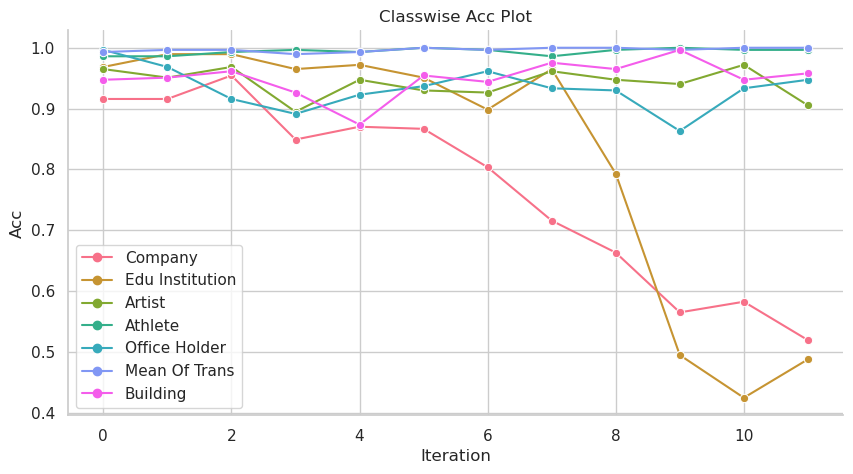 Classwise Acc Plot
1.0
0.9
0.8
0.7
0.6
0.5
0.4
Acc
Company
Edu Institution
Artist
Athlete
Office Holder
Mean Of Trans
Building
0 2 4 6 8 10
Iteration